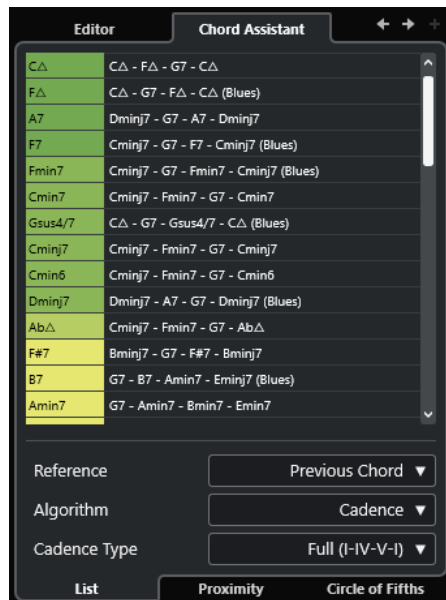 Editor Chord Assistant
C△ C△ - F△ - G7 - C△
F△ C△ - G7 - F△ - C△ (Blues)
A7 Dminj7 - G7 - A7 - Dminj7
F7 Cminj7 - G7 - F7 - Cminj7 (Blues)
Fmin7 Cminj7 - G7 - Fmin7 - Cminj7 (Blues)
Cmin7 Cminj7 - Fmin7 - G7 - Cmin7
Gsus4/7 C△ - G7 - Gsus4/7 - C△ (Blues)
Cminj7 Cminj7 - Fmin7 - G7 - Cminj7
Cmin6 Cminj7 - Fmin7 - G7 - Cmin6
Dminj7 Dminj7 - A7 - G7 - Dminj7 (Blues)
Ab△ Cminj7 - Fmin7 - G7 - Ab△
F#7 Bminj7 - G7 - F#7 - Bminj7
B7 G7 - B7 - Amin7 - Eminj7 (Blues)
Amin7 G7 - Amin7 - Bmin7 - Emin7
Reference Previous Chord
Algorithm Cadence
Cadence Type Full (I-IV-V-I)
List Proximity Circle of Fifths